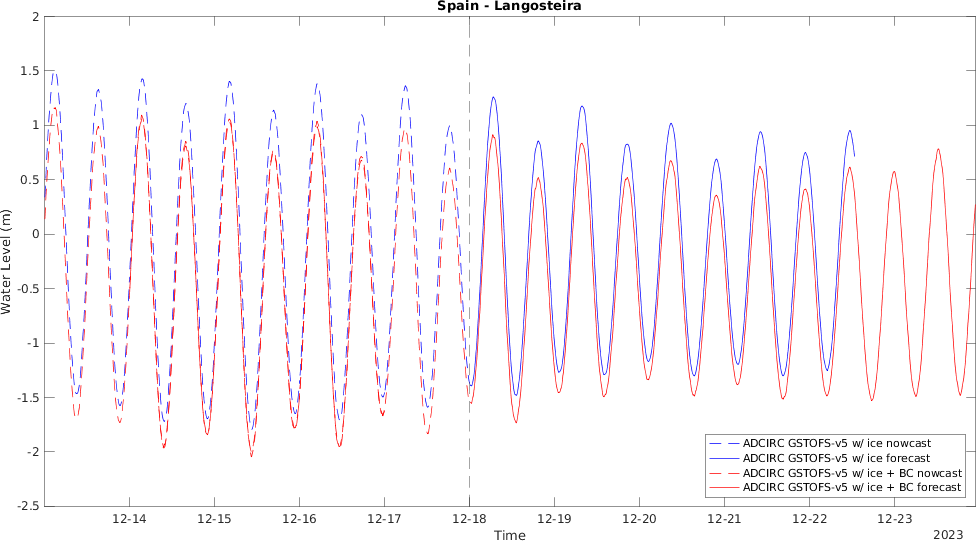 Spain - Langosteira
2
1.5
1
0.5
0
-0.5
-1
-1.5
-2
-2.5
Water Level (m)
ADCIRC GSTOFS-v5 w/ ice nowcast
ADCIRC GSTOFS-v5 w/ ice forecast
ADCIRC GSTOFS-v5 w/ ice + BC nowcast
ADCIRC GSTOFS-v5 w/ ice + BC forecast
12-14 12-15 12-16 12-17 12-18 12-19 12-20 12-21 12-22 12-23
Time
2023